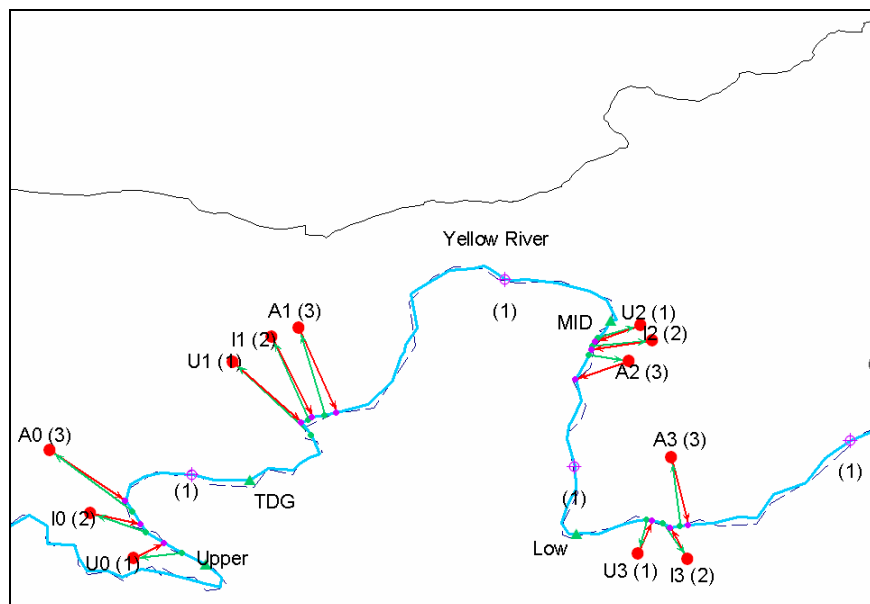 Yellow River
A1 (3)
U2 (1)
(1)
MID
I1 (2)
I2 (2)
U1 (1)
A2 (3)
A0 (3)
A3 (3)
(1)
(1)
(1)
TDG
I0 (2)
Low
Upper
U0 (1)
U3 (1)
I3 (2)